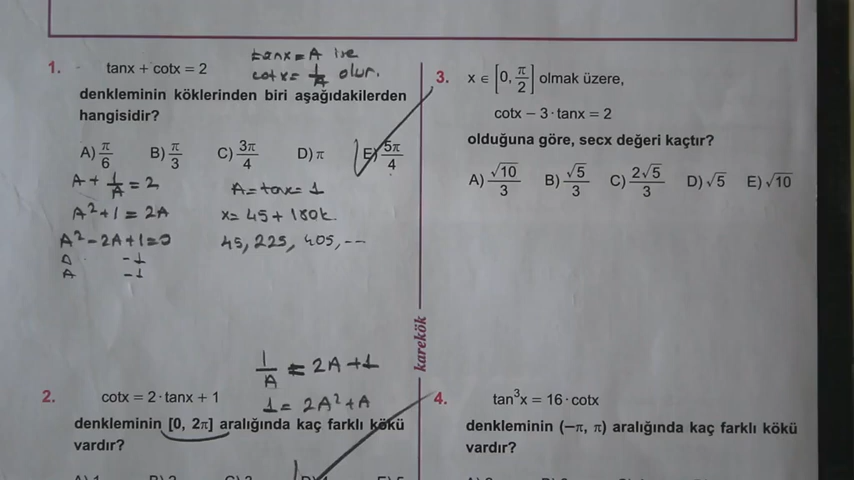 1. tanx + cotx = 2
tanx = A ise
cotx = 1/A olur.
denkleminin köklerinden biri aşağıdakilerden
hangisidir?
A) π/6 B) π/3 C) 3π/4 D) π E) 5π/4
A + 1/A = 2
A² + 1 = 2A
A² - 2A + 1 = 0
A -1
A -1
A = tanx = 1
x = 45 + 180k.
45, 225, 405, --
2. cotx = 2·tanx + 1
1/A = 2A + 1
1 = 2A² + A
denkleminin [0, 2π] aralığında kaç farklı kökü
vardır?
karekök
3. x ∈ [0, π/2] olmak üzere,
cotx – 3·tanx = 2
olduğuna göre, secx değeri kaçtır?
A) √10/3 B) √5/3 C) 2√5/3 D) √5 E) √10
4. tan³x = 16·cotx
denkleminin (–π, π) aralığında kaç farklı kökü
vardır?